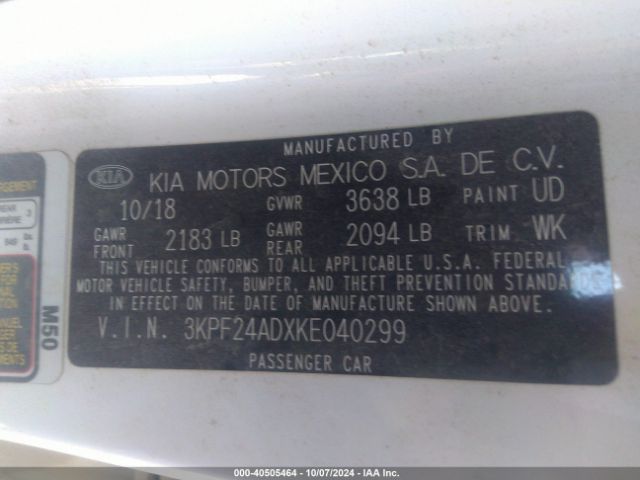 MANUFACTURED BY
KIA KIA MOTORS MEXICO S.A. DE C.V.
10/18 GVWR 3638 LB PAINT UD
GAWR FRONT 2183 LB GAWR REAR 2094 LB TRIM WK
THIS VEHICLE CONFORMS TO ALL APPLICABLE U.S.A. FEDERAL
MOTOR VEHICLE SAFETY, BUMPER, AND THEFT PREVENTION STANDA
IN EFFECT ON THE DATE OF MANUFACTURE SHOWN ABOVE.
V.I.N. 3KPF24ADXKE040299
PASSENGER CAR
M50
000-40505464 - 10/07/2024 - IAA Inc.